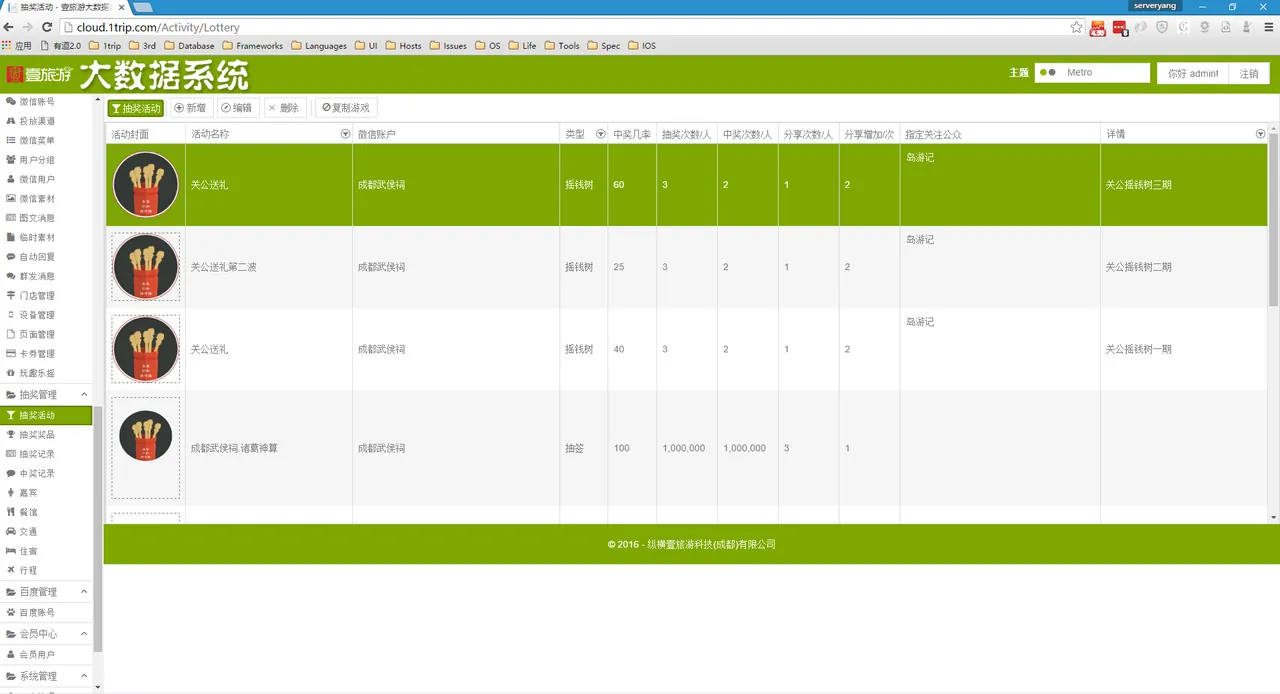 抽奖活动 - 壹旅游大数据
serveryang
cloud.1trip.com/Activity/Lottery
应用 有道2.0 1trip 3rd Database Frameworks Languages UI Hosts Issues OS Life Tools Spec IOS
壹旅游 大数据系统
主题 Metro 你好 admin! 注销
微信账号
投放渠道
微信菜单
用户分组
微信用户
微信素材
图文消息
临时素材
自动回复
群发消息
门店管理
设备管理
页面管理
卡券管理
玩趣乐摇
抽奖管理
抽奖活动
抽奖奖品
抽奖记录
中奖记录
嘉宾
餐馆
交通
住宿
行程
百度管理
百度账号
会员中心
会员用户
系统管理
抽奖活动 新增 编辑 删除 复制游戏
活动封面 活动名称 微信账户 类型 中奖几率 抽奖次数/人 中奖次数/人 分享次数/人 分享增加/次 指定关注公众 详情
关公送礼 成都武侯祠 摇钱树 60 3 2 1 2 岛游记 关公摇钱树三期
关公送礼第二波 成都武侯祠 摇钱树 25 3 2 1 2 岛游记 关公摇钱树二期
关公送礼 成都武侯祠 摇钱树 40 3 2 1 2 岛游记 关公摇钱树一期
成都武侯祠.诸葛神算 成都武侯祠 抽签 100 1,000,000 1,000,000 3 1
© 2016 - 纵横壹旅游科技(成都)有限公司